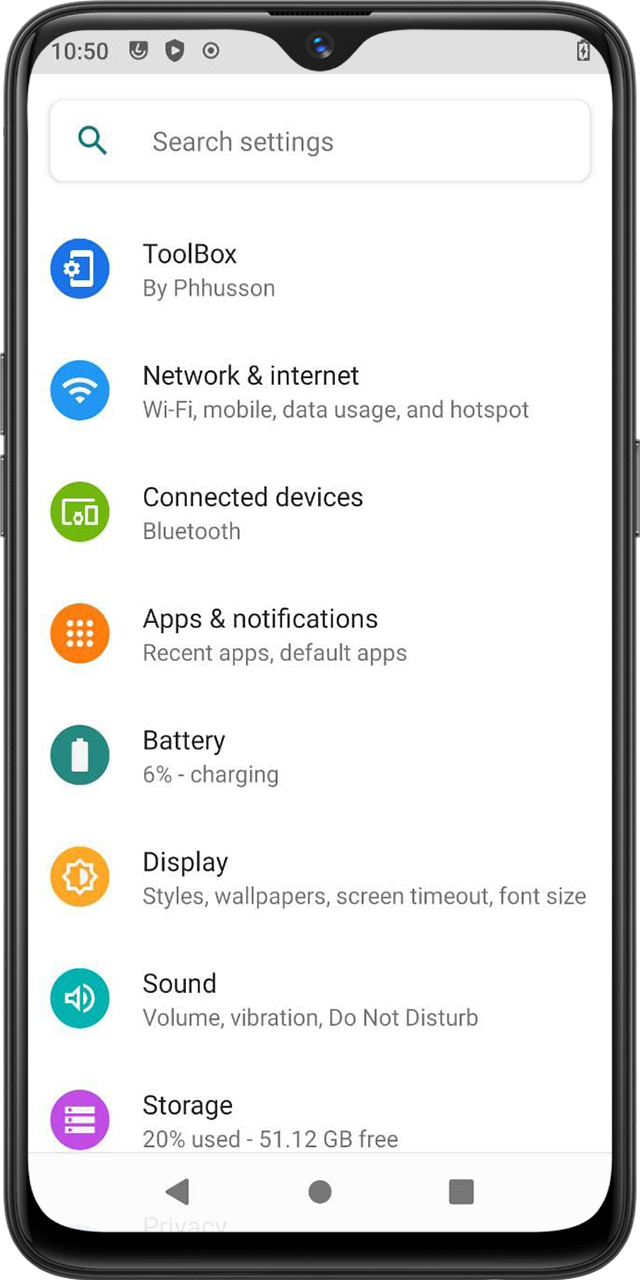 10:50
Search settings
ToolBox
By Phhusson
Network & internet
Wi-Fi, mobile, data usage, and hotspot
Connected devices
Bluetooth
Apps & notifications
Recent apps, default apps
Battery
6% - charging
Display
Styles, wallpapers, screen timeout, font size
Sound
Volume, vibration, Do Not Disturb
Storage
20% used - 51.12 GB free
Privacy